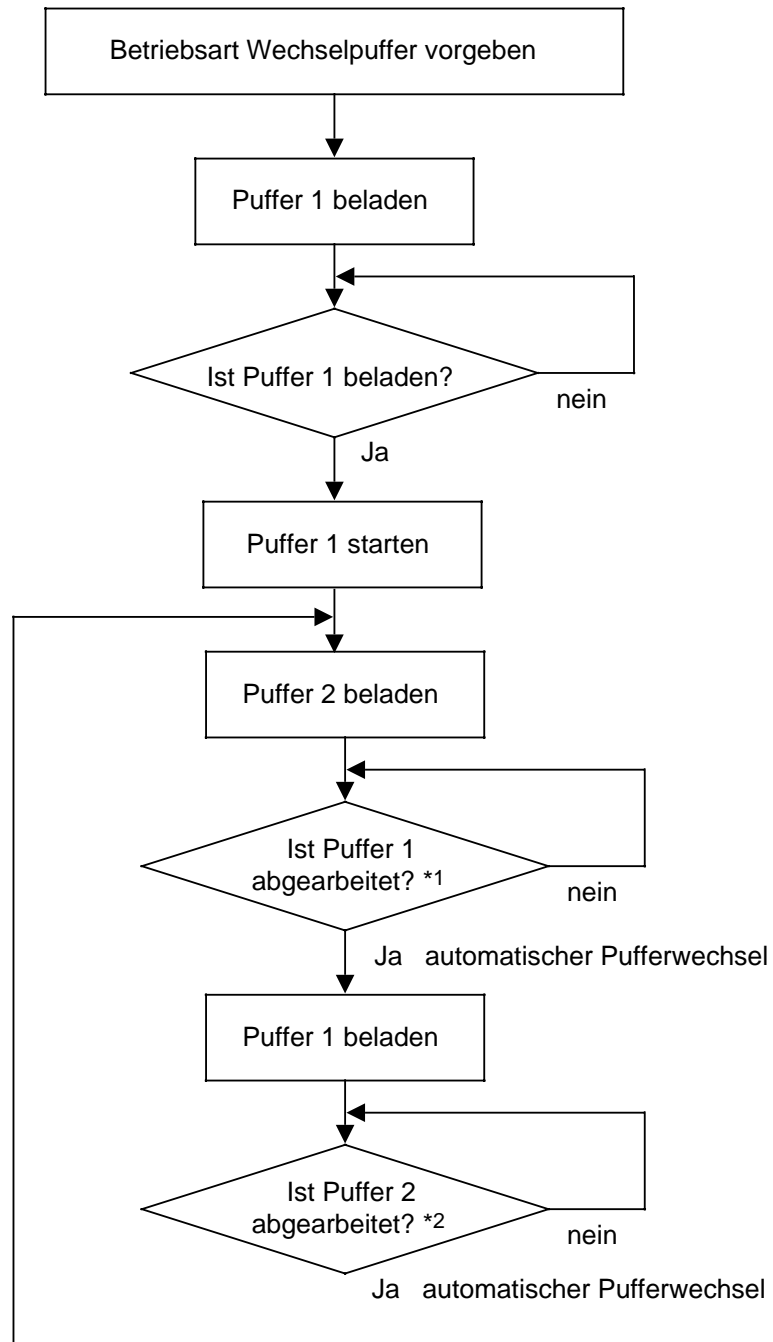 Betriebsart Wechselpuffer vorgeben
Puffer 1 beladen
Ist Puffer 1 beladen?
nein
Ja
Puffer 1 starten
Puffer 2 beladen
Ist Puffer 1
abgearbeitet? *1
nein
Ja automatischer Pufferwechsel
Puffer 1 beladen
Ist Puffer 2
abgearbeitet? *2
nein
Ja automatischer Pufferwechsel